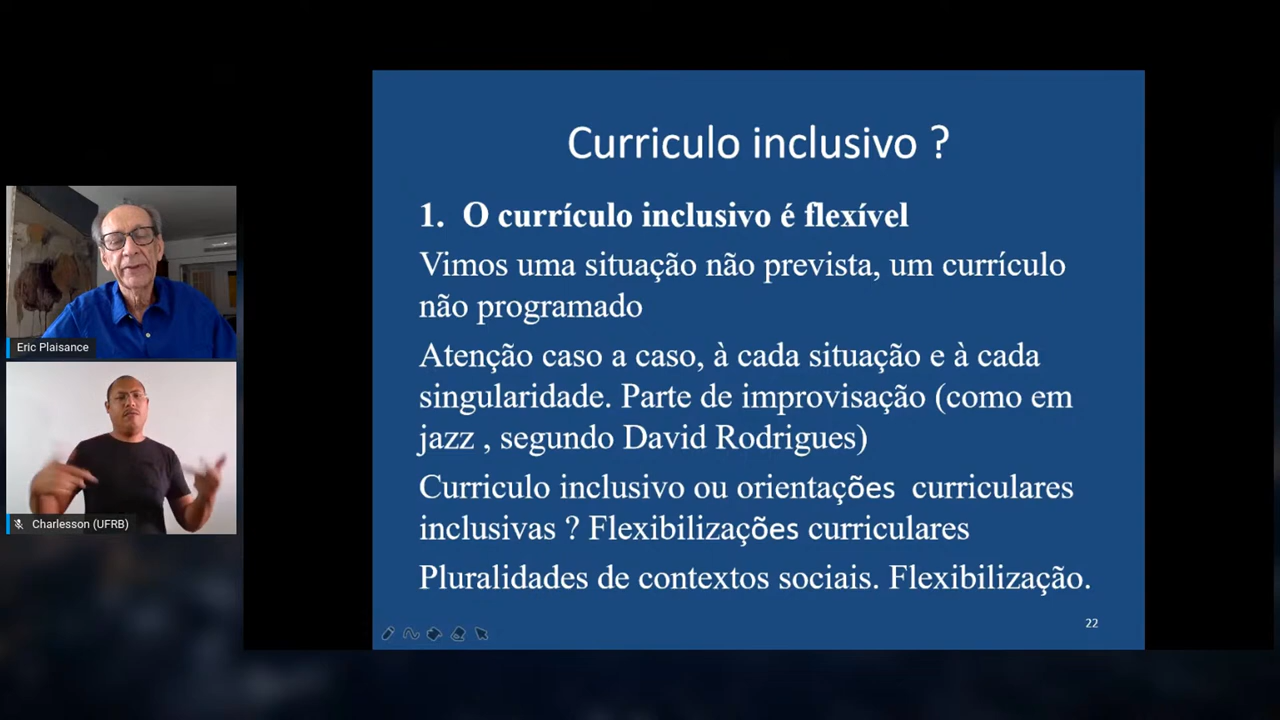 Curriculo inclusivo ?
1. O currículo inclusivo é flexível
Vimos uma situação não prevista, um currículo
não programado
Atenção caso a caso, à cada situação e à cada
singularidade. Parte de improvisação (como em
jazz , segundo David Rodrigues)
Curriculo inclusivo ou orientações curriculares
inclusivas ? Flexibilizações curriculares
Pluralidades de contextos sociais. Flexibilização.
22
Eric Plaisance
Charlesson (UFRB)